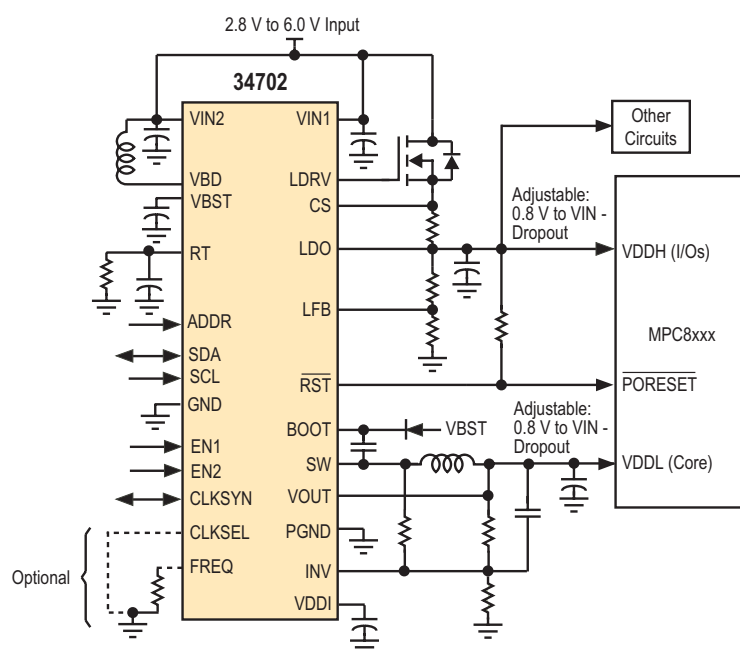 2.8 V to 6.0 V Input
34702
VIN2
VIN1
VBD
LDRV
VBST
CS
RT
LDO
LFB
ADDR
SDA
SCL
RST
GND
BOOT
VBST
EN1
SW
EN2
VOUT
CLKSYN
PGND
CLKSEL
INV
FREQ
VDDI
Optional
Other
Circuits
Adjustable:
0.8 V to VIN -
Dropout
VDDH (I/Os)
MPC8xxx
PORESET
Adjustable:
0.8 V to VIN -
Dropout
VDDL (Core)